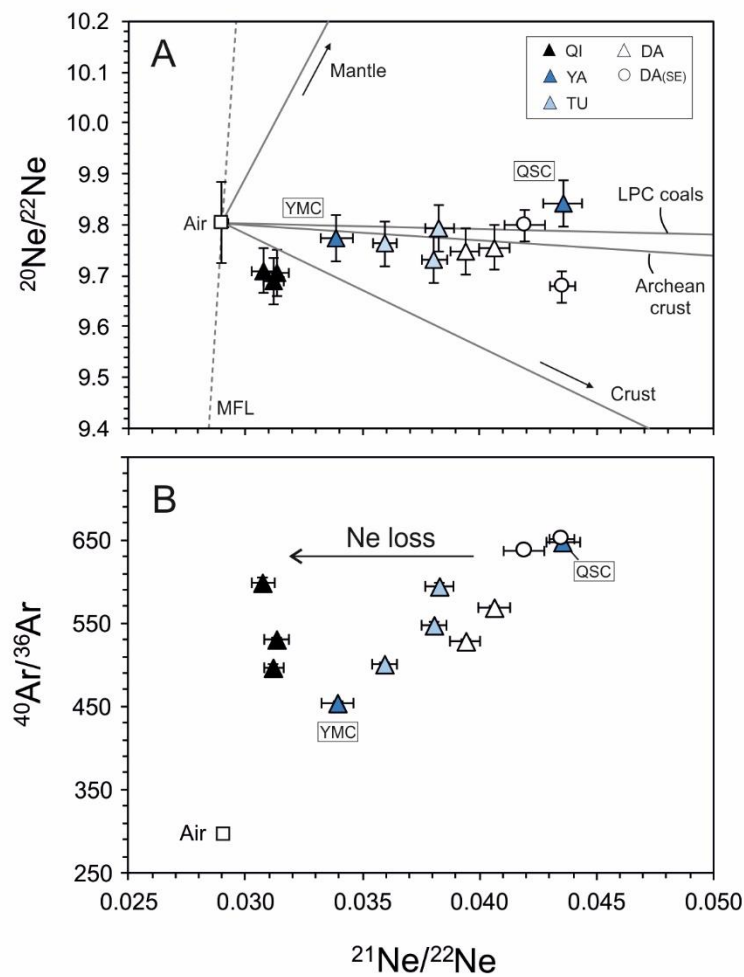 10.2
10.1
10.0
9.9
9.8
9.7
9.6
9.5
9.4
²⁰Ne/²²Ne
A
QI
DA
YA
DA(SE)
TU
Mantle
YMC
QSC
LPC coals
Air
Archean
crust
Crust
MFL
B
650
550
450
350
250
⁴⁰Ar/³⁶Ar
Ne loss
QSC
YMC
Air
0.025
0.030
0.035
0.040
0.045
0.050
²¹Ne/²²Ne